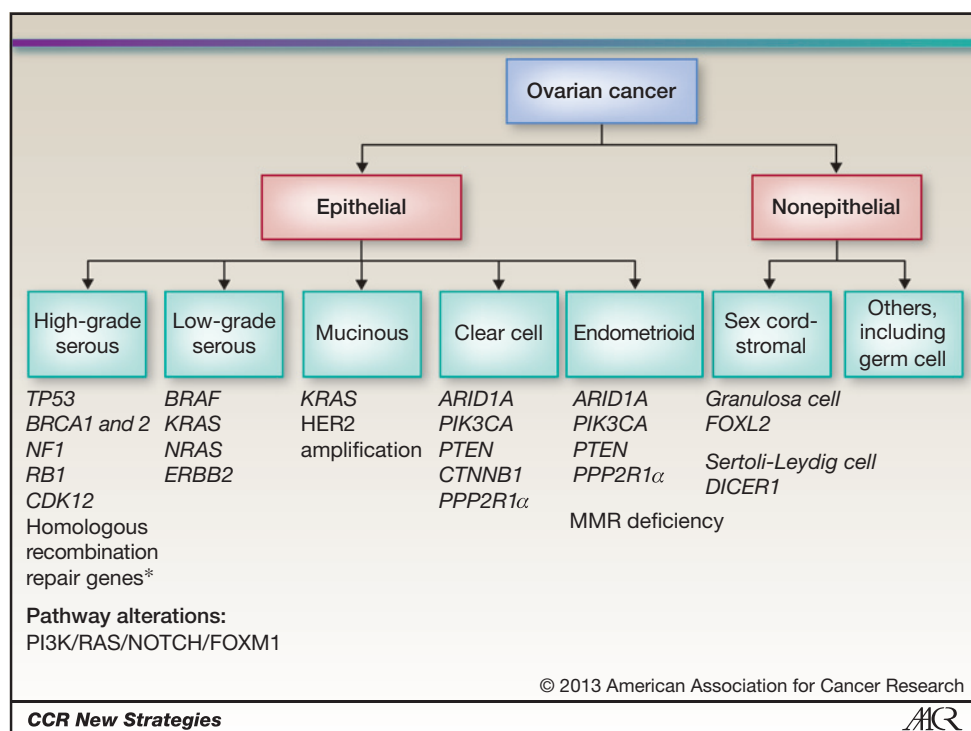 Ovarian cancer
Epithelial
Nonepithelial
High-grade
serous
Low-grade
serous
Mucinous
Clear cell
Endometrioid
Sex cord-
stromal
Others,
including
germ cell
TP53
BRCA1 and 2
NF1
RB1
CDK12
Homologous
recombination
repair genes*
Pathway alterations:
PI3K/RAS/NOTCH/FOXM1
BRAF
KRAS
NRAS
ERBB2
KRAS
HER2
amplification
ARID1A
PIK3CA
PTEN
CTNNB1
PPP2R1α
ARID1A
PIK3CA
PTEN
PPP2R1α
MMR deficiency
Granulosa cell
FOXL2
Sertoli-Leydig cell
DICER1
© 2013 American Association for Cancer Research
CCR New Strategies
AACR